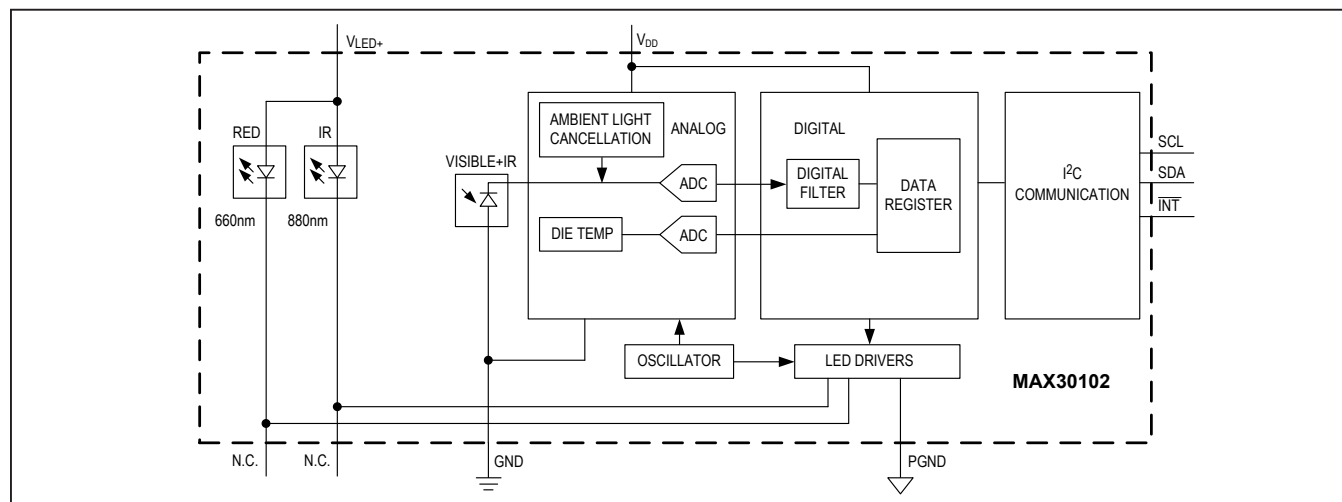 VLED+
VDD
RED
IR
660nm
880nm
VISIBLE+IR
AMBIENT LIGHT
CANCELLATION
ANALOG
ADC
DIE TEMP
ADC
DIGITAL
DIGITAL
FILTER
DATA
REGISTER
I²C
COMMUNICATION
SCL
SDA
INT
OSCILLATOR
LED DRIVERS
MAX30102
N.C.
N.C.
GND
PGND